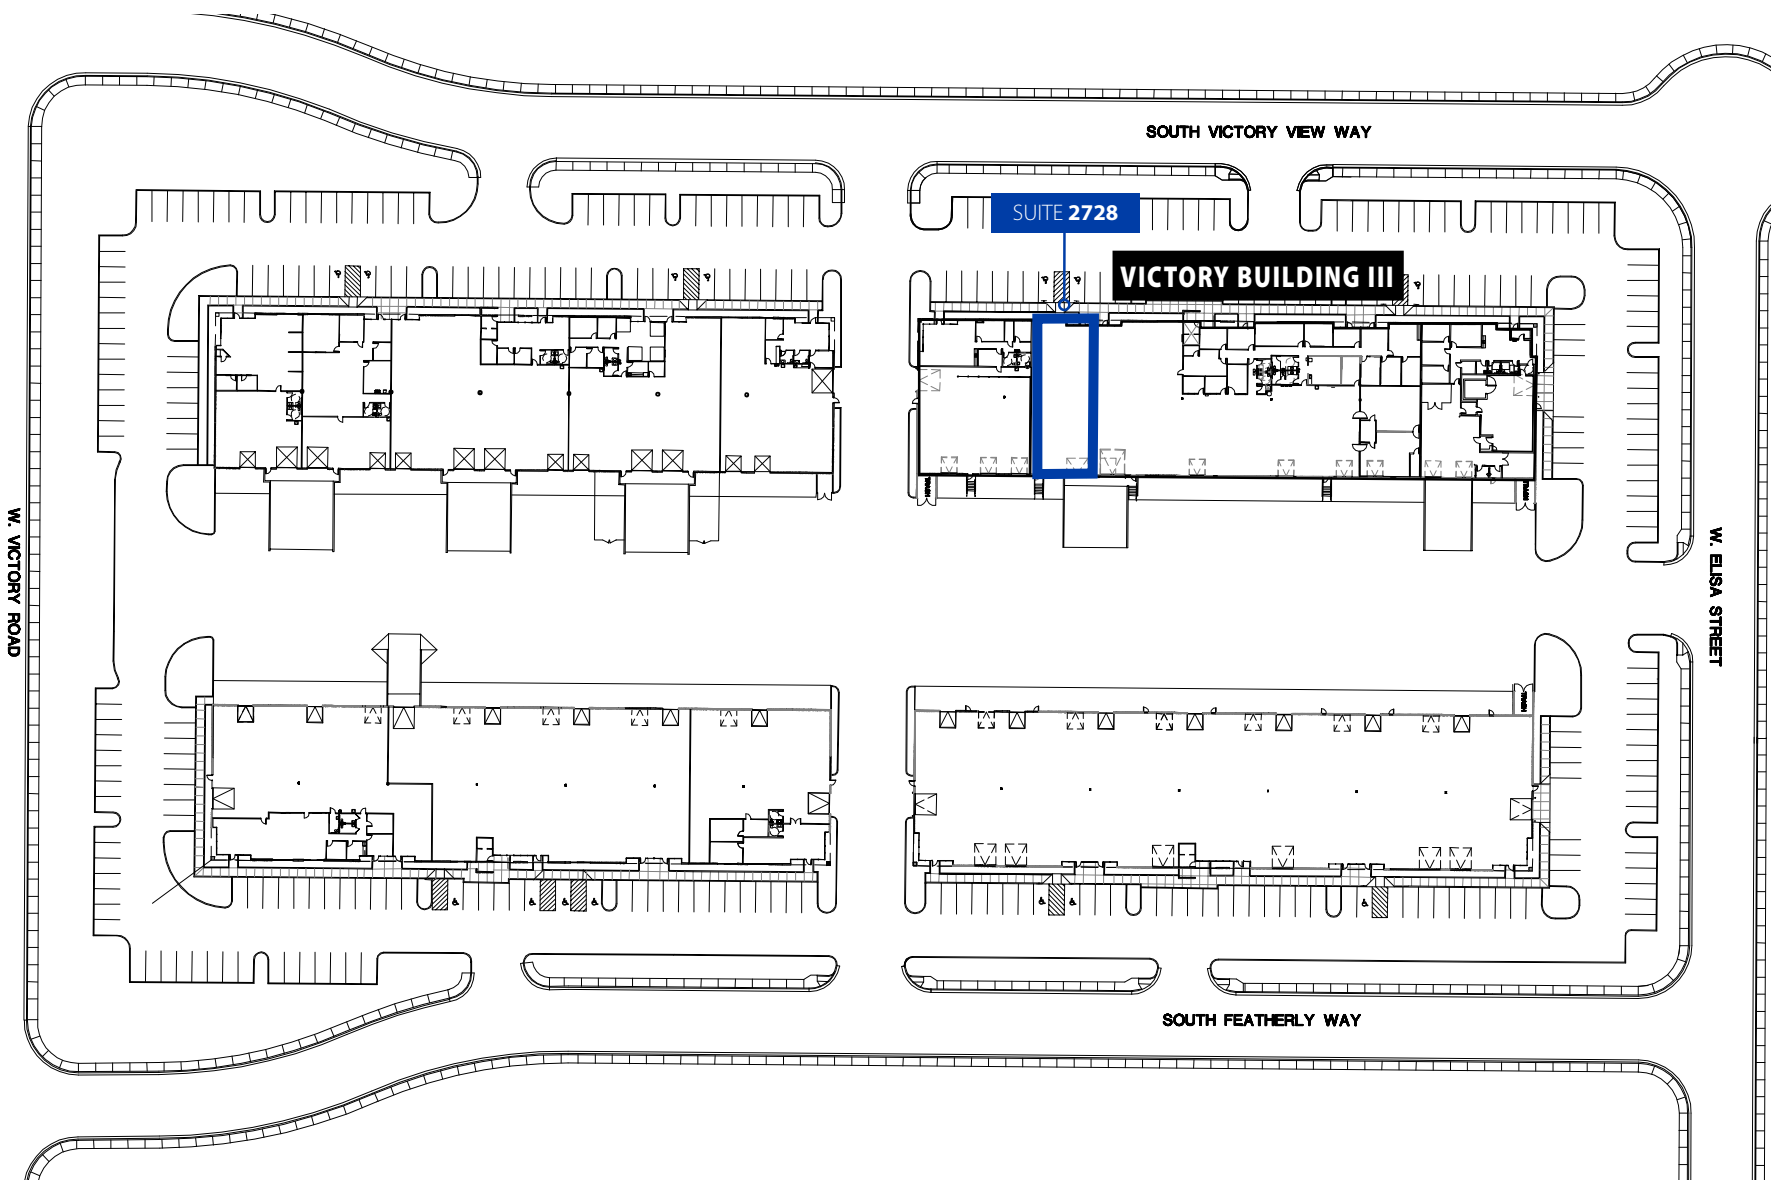 SOUTH VICTORY VIEW WAY
SUITE 2728
VICTORY BUILDING III
W. VICTORY ROAD
W. ELISA STREET
SOUTH FEATHERLY WAY